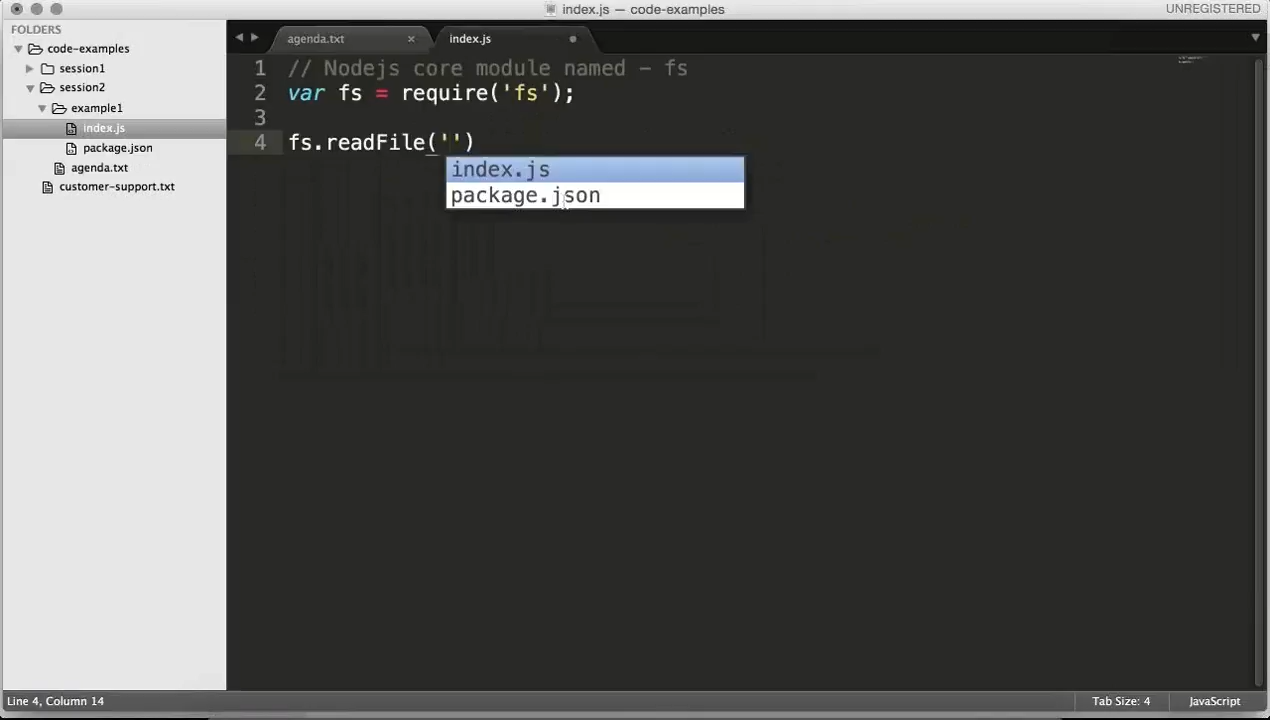 index.js — code-examples
UNREGISTERED
FOLDERS
code-examples
session1
session2
example1
index.js
package.json
agenda.txt
customer-support.txt
agenda.txt ×
index.js
1 // Nodejs core module named - fs
2 var fs = require('fs');
3
4 fs.readFile('')
index.js
package.json
Line 4, Column 14
Tab Size: 4
JavaScript